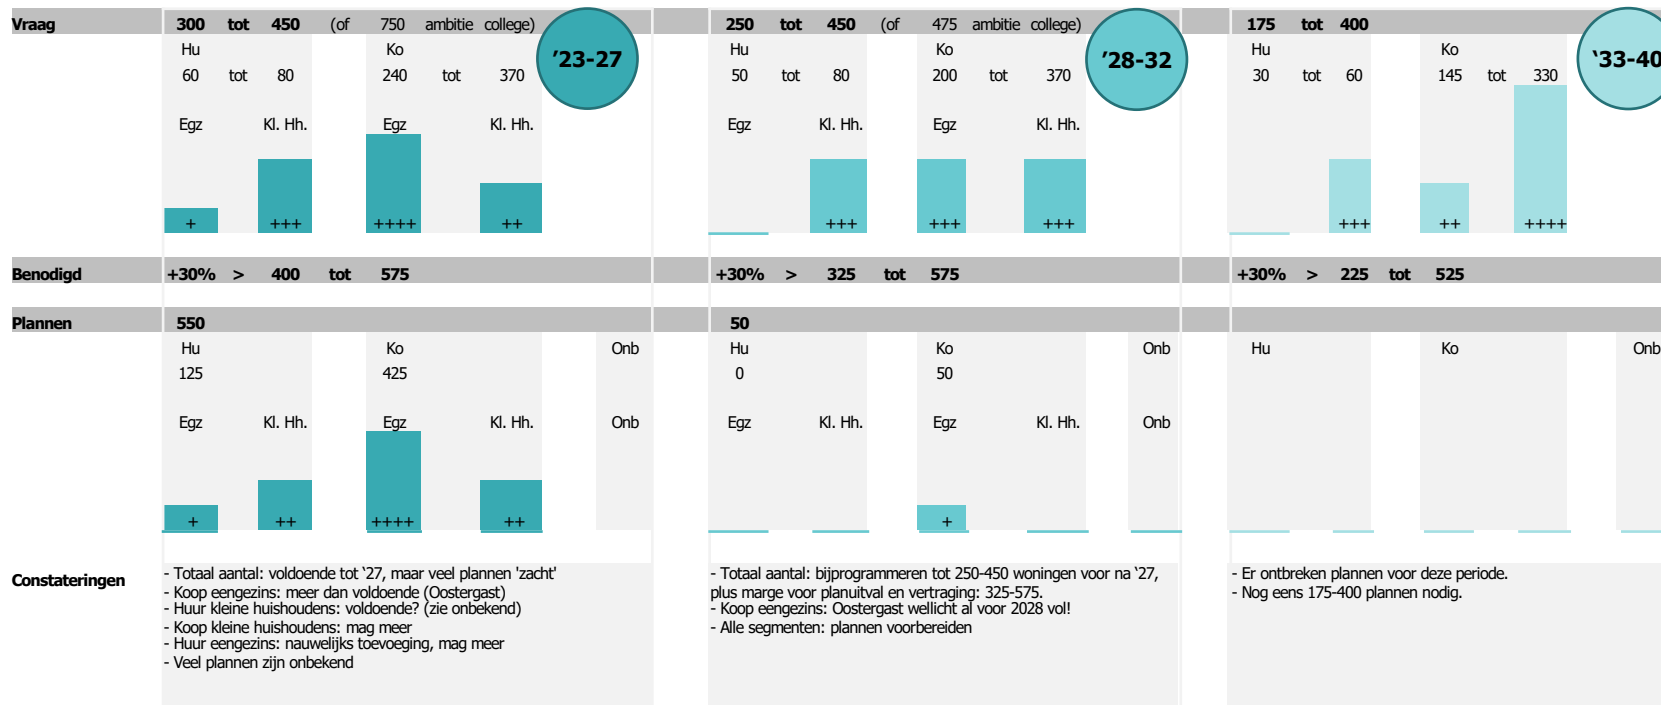 Vraag 300 tot 450 (of 750 ambitie college) 250 tot 450 (of 475 ambitie college) 175 tot 400
Hu Ko '23-27 Hu Ko '28-32 Hu Ko ‘33-40
60 tot 80 240 tot 370 50 tot 80 200 tot 370 30 tot 60 145 tot 330
Egz Kl. Hh. Egz Kl. Hh. Egz Kl. Hh. Egz Kl. Hh.
+ +++ ++++ ++ +++ +++ +++ +++ ++ ++++
Benodigd +30% > 400 tot 575 +30% > 325 tot 575 +30% > 225 tot 525
Plannen 550 50
Hu Ko Onb Hu Ko Onb Hu Ko Onb
125 425 0 50
Egz Kl. Hh. Egz Kl. Hh. Onb Egz Kl. Hh. Egz Kl. Hh. Onb
+ ++ ++++ ++ +
Constateringen
- Totaal aantal: voldoende tot ‘27, maar veel plannen 'zacht'
- Koop eengezins: meer dan voldoende (Oostergast)
- Huur kleine huishoudens: voldoende? (zie onbekend)
- Koop kleine huishoudens: mag meer
- Huur eengezins: nauwelijks toevoeging, mag meer
- Veel plannen zijn onbekend
- Totaal aantal: bijprogrammeren tot 250-450 woningen voor na ‘27,
plus marge voor planuitval en vertraging: 325-575.
- Koop eengezins: Oostergast wellicht al voor 2028 vol!
- Alle segmenten: plannen voorbereiden
- Er ontbreken plannen voor deze periode.
- Nog eens 175-400 plannen nodig.